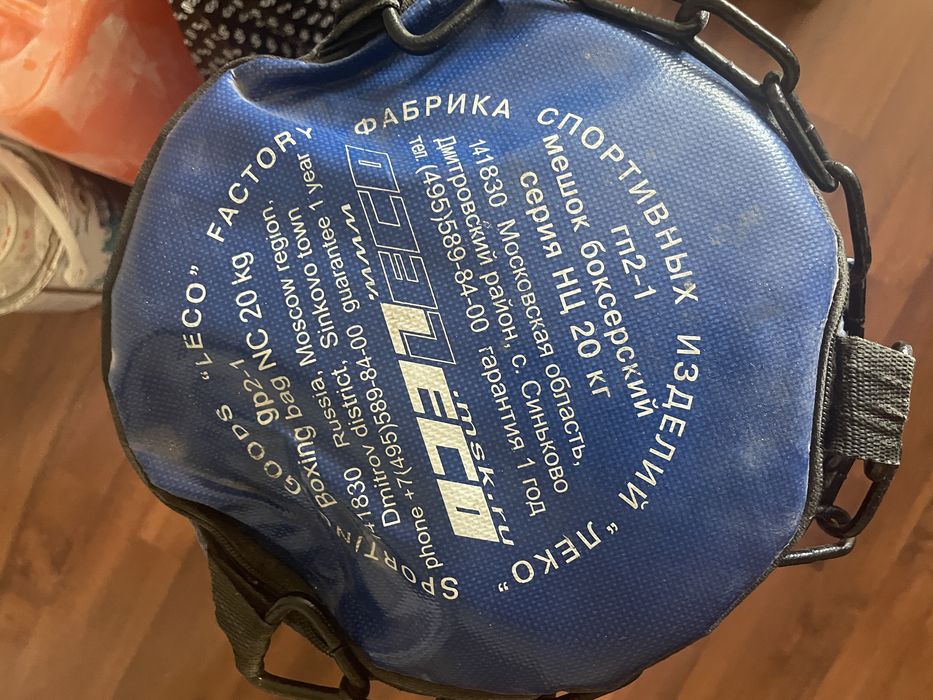 ФАБРИКА СПОРТИВНЫХ ИЗДЕЛИЙ "ЛЕКО"
гп2-1
мешок боксерский
серия НЦ 20 кг
141830 Московская область,
Дмитровский район, с. Синьково
тел. (495)589-84-00 гарантия 1 год
LECO LECO
www. .msk.ru
Phone +7(495)589-84-00 guarantee 1 year
Dmitrov district, Sinkovo town
141830 Russia, Moscow region,
Boxing bag NC 20 kg
gp2-1
SPORTING GOODS "LECO" FACTORY